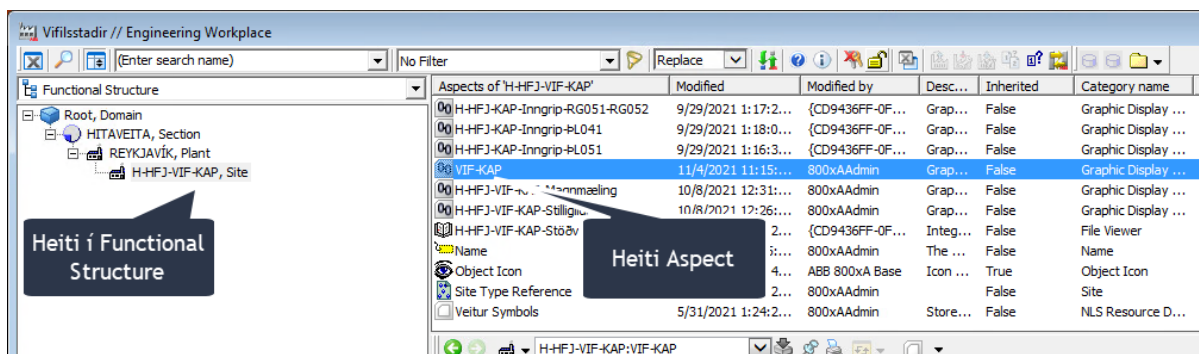 Vifilsstadir // Engineering Workplace
(Enter search name) No Filter Replace
Functional Structure
Root, Domain
HITAVEITA, Section
REYKJAVÍK, Plant
H-HFJ-VIF-KAP, Site
Heiti í Functional
Structure
Aspects of 'H-HFJ-VIF-KAP' Modified Modified by Desc... Inherited Category name
H-HFJ-KAP-Inngrip-RG051-RG052 9/29/2021 1:17:2... {CD9436FF-0F... Grap... False Graphic Display ...
H-HFJ-KAP-Inngrip-ÞL041 9/29/2021 1:18:0... {CD9436FF-0F... Grap... False Graphic Display ...
H-HFJ-KAP-Inngrip-ÞL051 9/29/2021 1:16:3... {CD9436FF-0F... Grap... False Graphic Display ...
VIF-KAP 11/4/2021 11:15:... 800xAAdmin Grap... False Graphic Display ...
H-HFJ-VIF-KAP-Magnmæling 10/8/2021 12:31:... 800xAAdmin Grap... False Graphic Display ...
H-HFJ-VIF-KAP-Stilligil 10/8/2021 12:26:... 800xAAdmin Grap... False Graphic Display ...
H-HFJ-VIF-KAP-Stöðv 2... {CD9436FF-0F... Integ... False File Viewer
Name 800xAAdmin The ... False Name
Object Icon 4... ABB 800xA Base Icon ... True Object Icon
Site Type Reference 2... 800xAAdmin False Site
Veitur Symbols 5/31/2021 1:24:2... 800xAAdmin Store... False NLS Resource D...
Heiti Aspect
H-HFJ-VIF-KAP:VIF-KAP